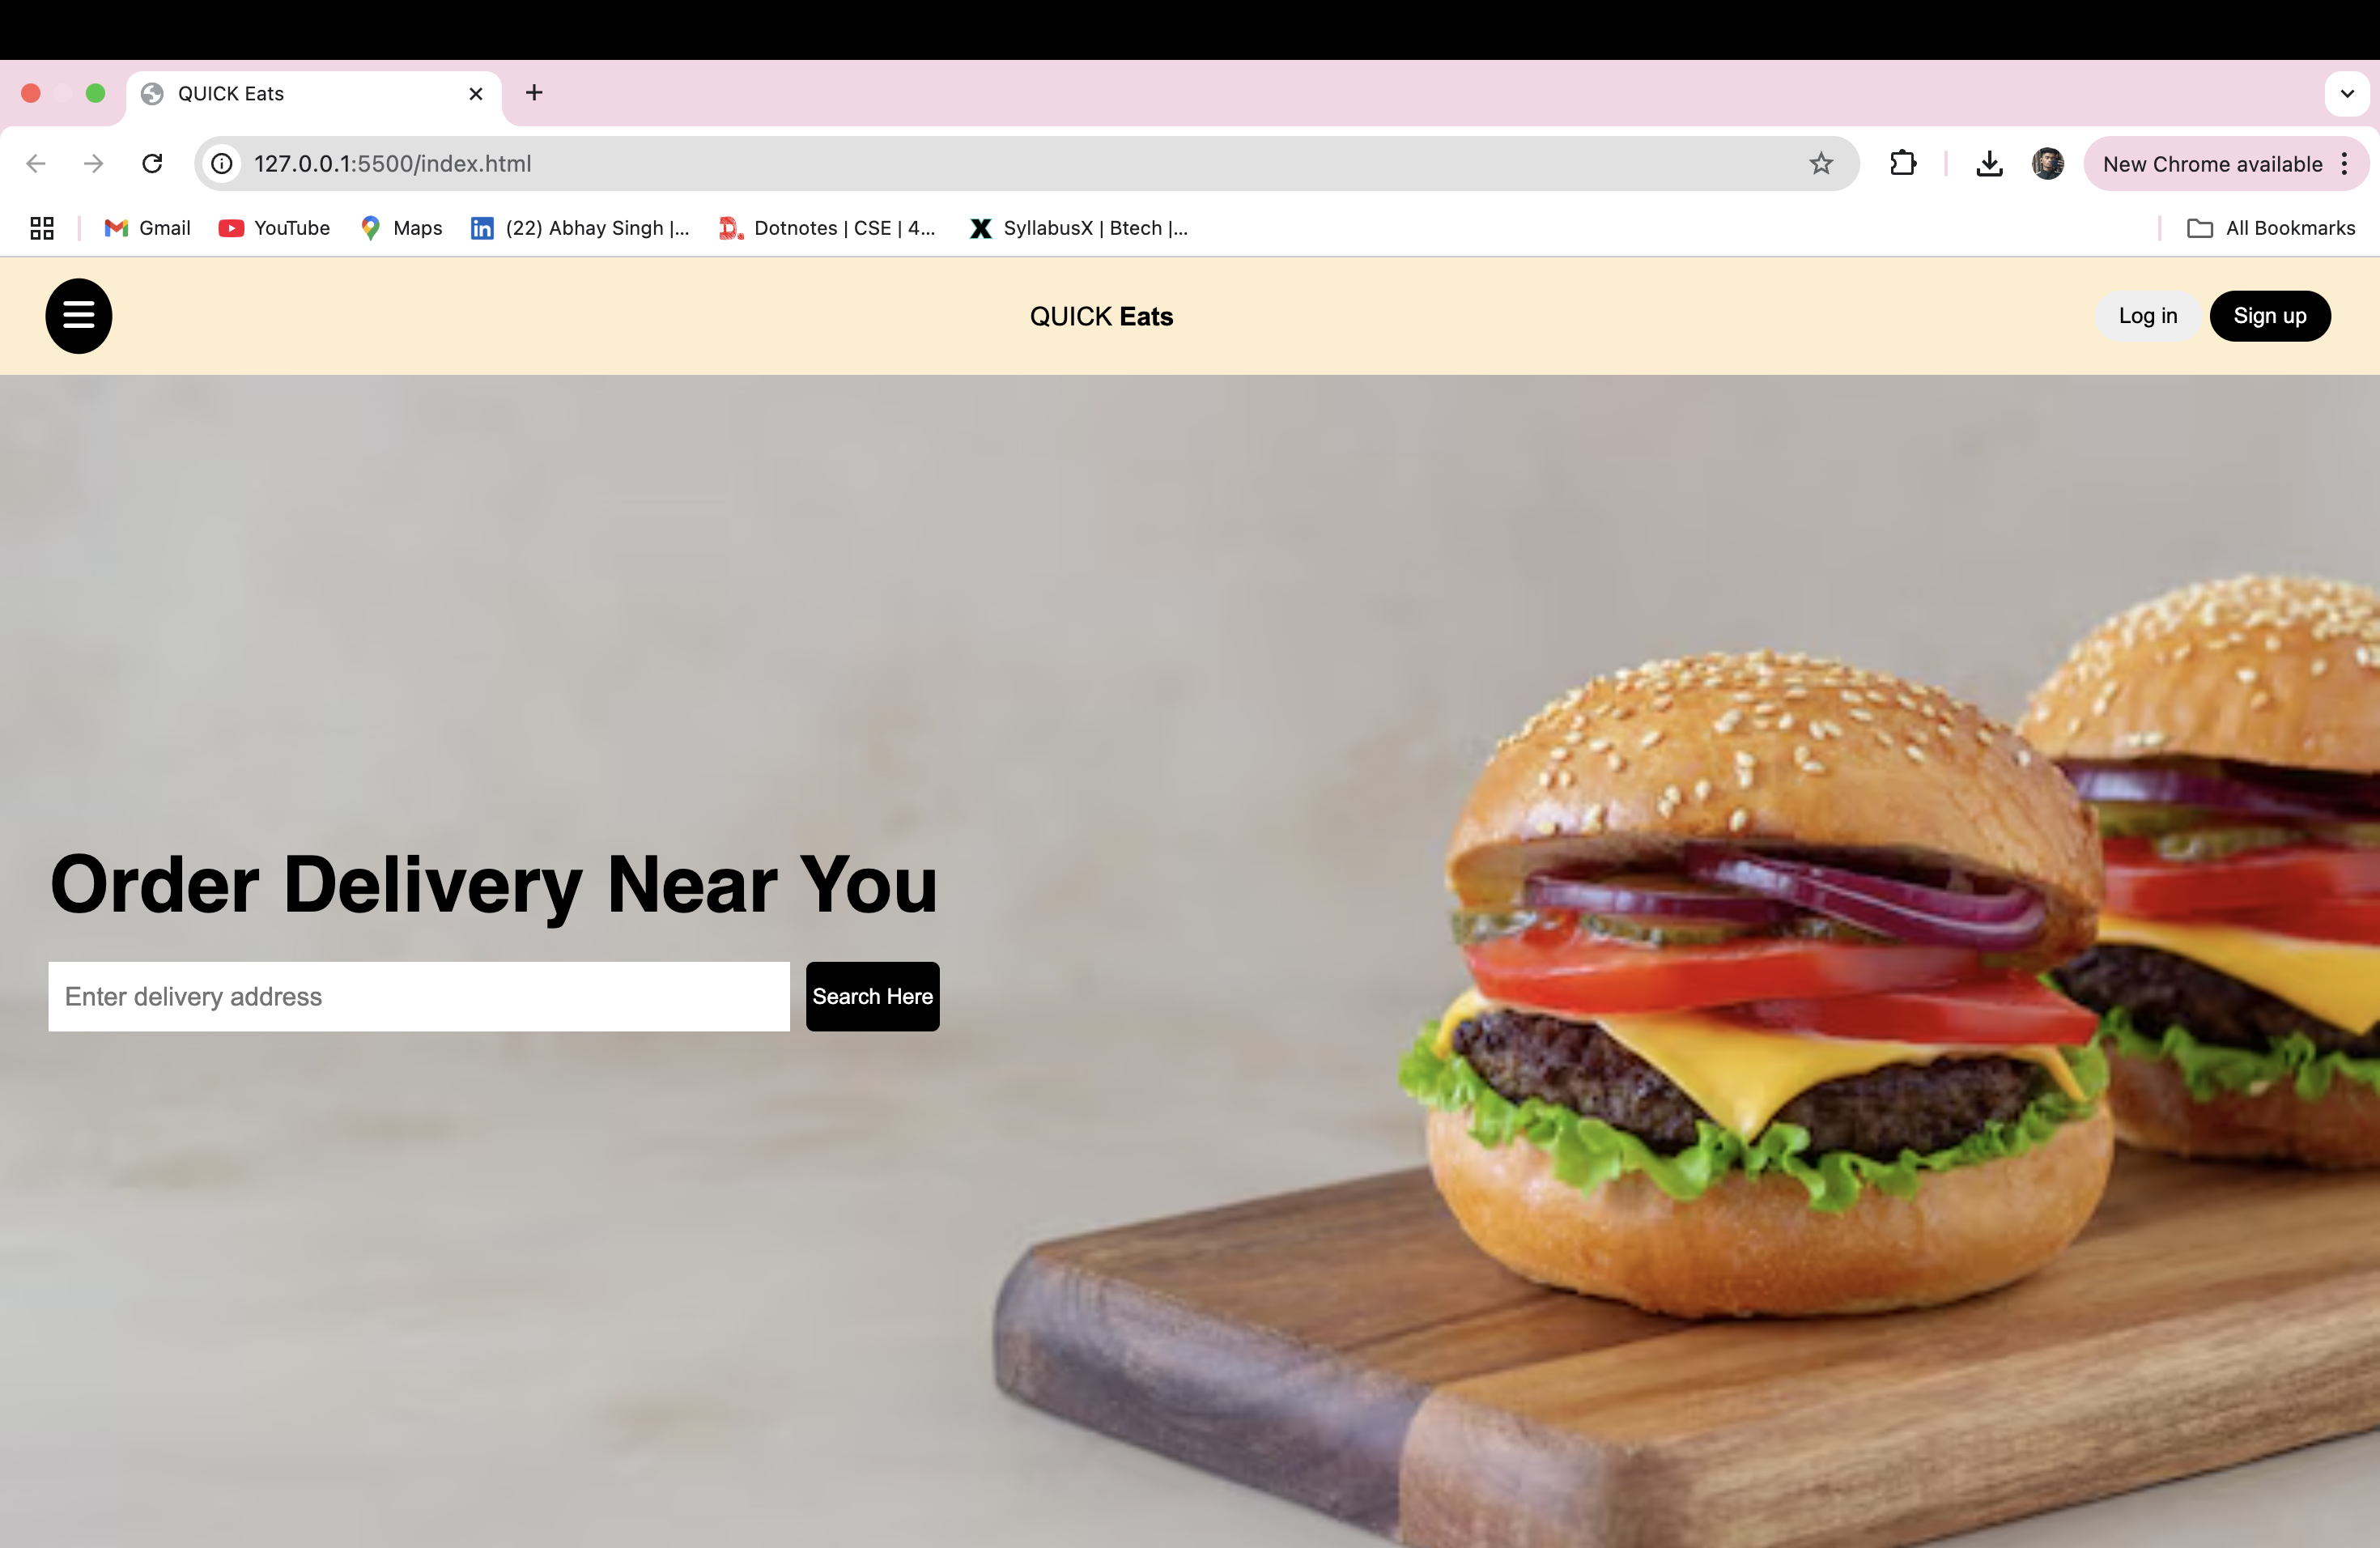 QUICK Eats
127.0.0.1:5500/index.html
New Chrome available
Gmail
YouTube
Maps
(22) Abhay Singh |...
Dotnotes | CSE | 4...
SyllabusX | Btech |...
All Bookmarks
QUICK Eats
Log in
Sign up
Order Delivery Near You
Enter delivery address
Search Here